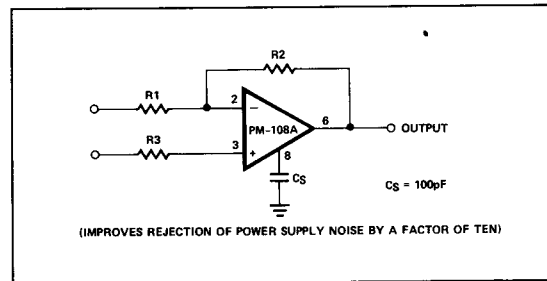 R2
R1
2
−
6
PM-108A
OUTPUT
R3
3
+
8
CS
CS = 100pF
(IMPROVES REJECTION OF POWER SUPPLY NOISE BY A FACTOR OF TEN)